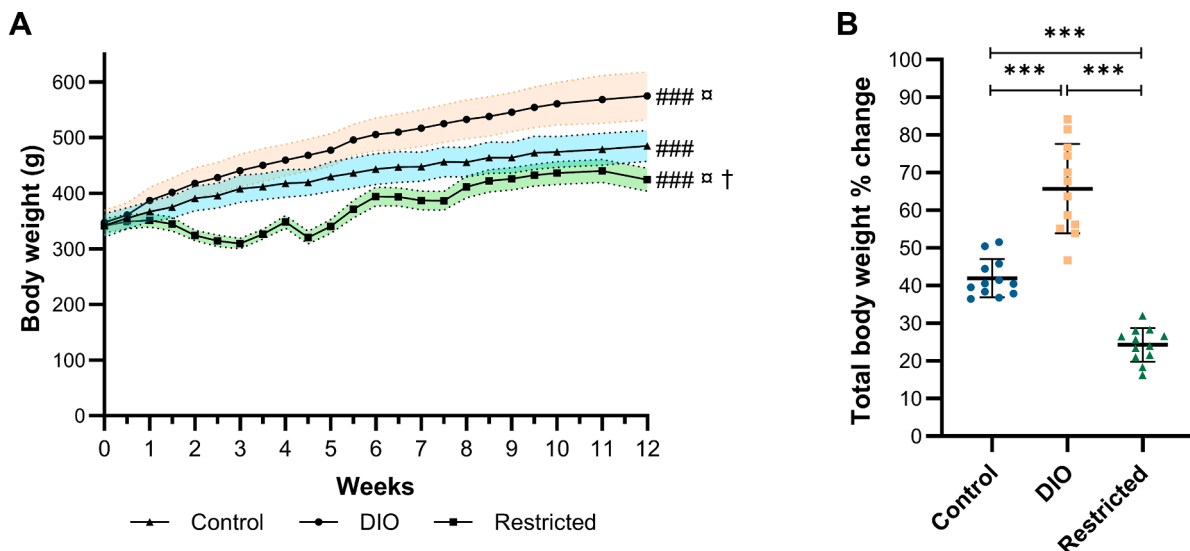 A
Body weight (g)
600
500
400
300
200
100
0
### ¤
###
### ¤ †
0 1 2 3 4 5 6 7 8 9 10 11 12
Weeks
Control DIO Restricted
B
Total body weight % change
100
90
80
70
60
50
40
30
20
10
0
***
*** ***
Control DIO Restricted